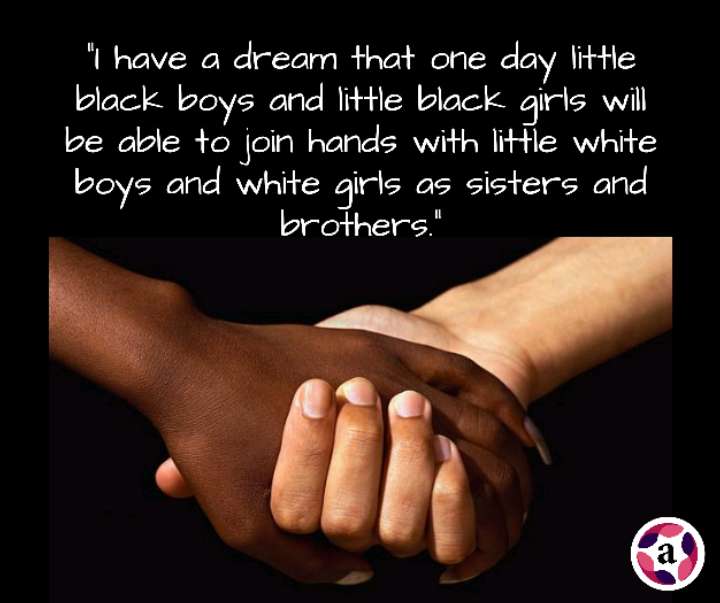 "I have a dream that one day little
black boys and little black girls will
be able to join hands with little white
boys and white girls as sisters and
brothers."
a